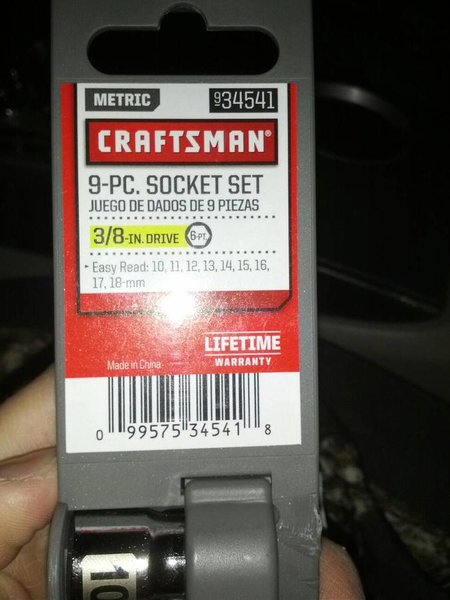 METRIC
934541
CRAFTSMAN®
9-PC. SOCKET SET
JUEGO DE DADOS DE 9 PIEZAS
3/8-IN. DRIVE 6-PT.
Easy Read: 10, 11, 12, 13, 14, 15, 16,
17, 18-mm
LIFETIME
WARRANTY
Made in China
0 99575 34541 8
10